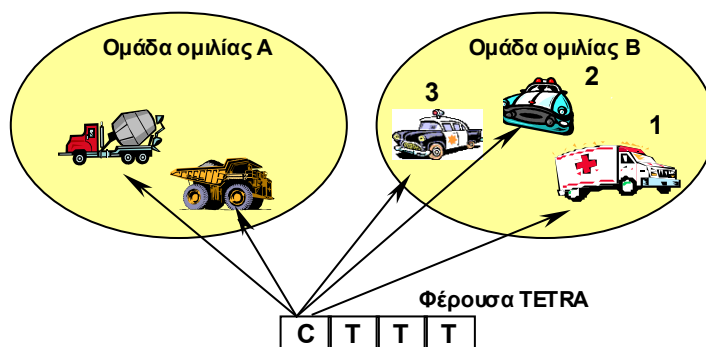 Ομάδα ομιλίας Α
Ομάδα ομιλίας Β
3
2
1
Φέρουσα TETRA
C T T T